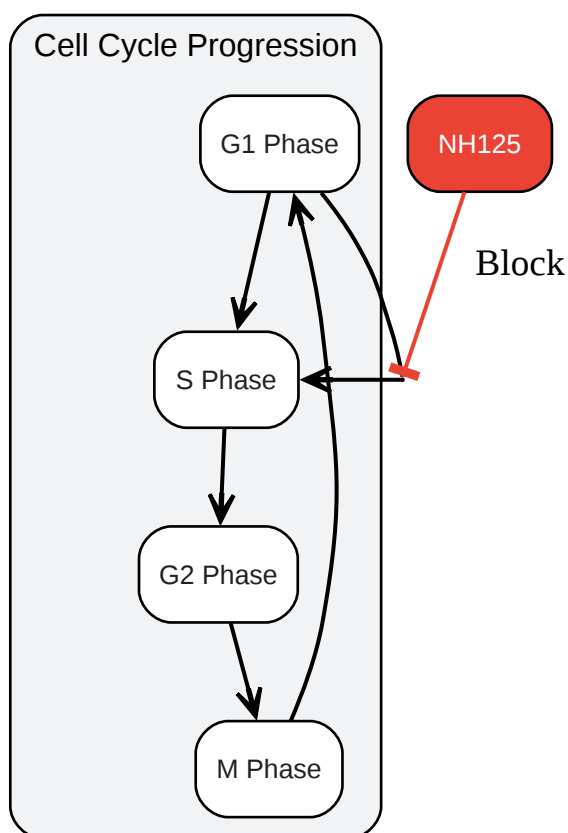 Cell Cycle Progression
G1 Phase
NH125
Block
S Phase
G2 Phase
M Phase